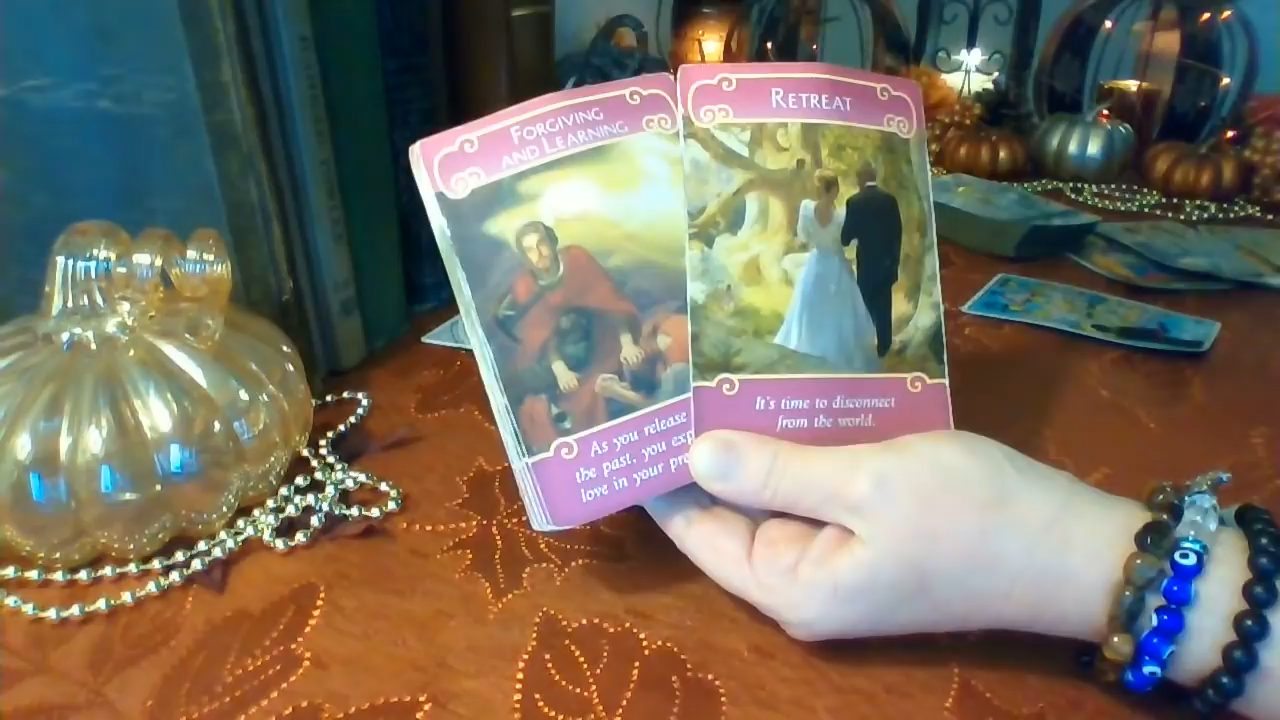 FORGIVING
AND LEARNING
As you release
the past, you exp
love in your pre
RETREAT
It's time to disconnect
from the world.